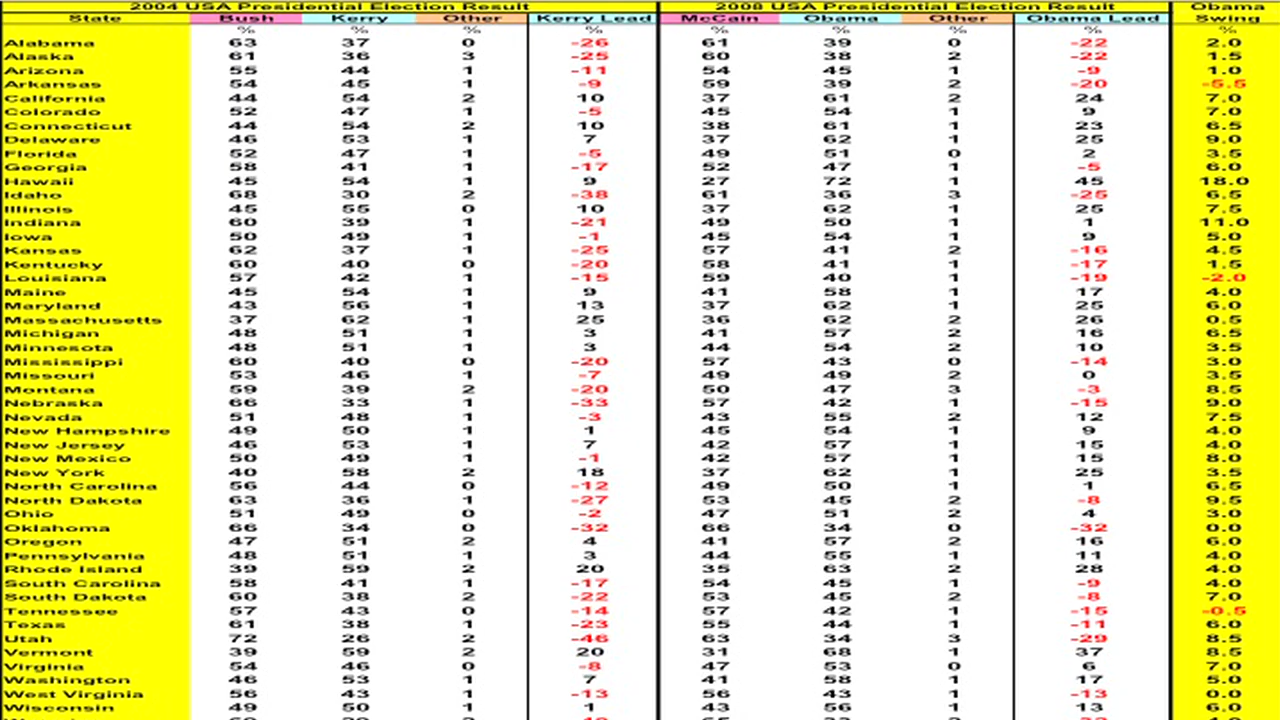 2004 USA Presidential Election Result 2008 USA Presidential Election Result Obama
State Bush Kerry Other Kerry Lead McCain Obama Other Obama Lead Swing
% % % % % % %
Alabama 63 37 0 -26 61 39 0 -22 2.0
Alaska 61 36 3 -25 60 38 2 -22 1.5
Arizona 55 44 1 -11 54 45 1 -9 1.0
Arkansas 54 45 1 -9 59 39 2 -20 -5.5
California 44 54 2 10 37 61 2 24 7.0
Colorado 52 47 1 -5 45 54 1 9 7.0
Connecticut 44 54 2 10 38 61 1 23 6.5
Delaware 46 53 1 7 37 62 1 25 9.0
Florida 52 47 1 -5 49 51 0 2 3.5
Georgia 58 41 1 -17 52 47 1 -5 6.0
Hawaii 45 54 1 9 27 72 1 45 18.0
Idaho 68 30 2 -38 61 36 3 -25 6.5
Illinois 45 55 0 10 37 62 1 25 7.5
Indiana 60 39 1 -21 49 50 1 1 11.0
Iowa 50 49 1 -1 45 54 1 9 5.0
Kansas 62 37 1 -25 57 41 2 -16 4.5
Kentucky 60 40 0 -20 58 41 1 -17 1.5
Louisiana 57 42 1 -15 59 40 1 -19 -2.0
Maine 45 54 1 9 41 58 1 17 4.0
Maryland 43 56 1 13 37 62 1 25 6.0
Massachusetts 37 62 1 25 36 62 2 26 0.5
Michigan 48 51 1 3 41 57 2 16 6.5
Minnesota 48 51 1 3 44 54 2 10 3.5
Mississippi 60 40 0 -20 57 43 0 -14 3.0
Missouri 53 46 1 -7 49 49 2 0 3.5
Montana 59 39 2 -20 50 47 3 -3 8.5
Nebraska 66 33 1 -33 57 42 1 -15 9.0
Nevada 51 48 1 -3 43 55 2 12 7.5
New Hampshire 49 50 1 1 45 54 1 9 4.0
New Jersey 46 53 1 7 42 57 1 15 4.0
New Mexico 50 49 1 -1 42 57 1 15 8.0
New York 40 58 2 18 37 62 1 25 3.5
North Carolina 56 44 0 -12 49 50 1 1 6.5
North Dakota 63 36 1 -27 53 45 2 -8 9.5
Ohio 51 49 0 -2 47 51 2 4 3.0
Oklahoma 66 34 0 -32 66 34 0 -32 0.0
Oregon 47 51 2 4 41 57 2 16 6.0
Pennsylvania 48 51 1 3 44 55 1 11 4.0
Rhode Island 39 59 2 20 35 63 2 28 4.0
South Carolina 58 41 1 -17 54 45 1 -9 4.0
South Dakota 60 38 2 -22 53 45 2 -8 7.0
Tennessee 57 43 0 -14 57 42 1 -15 -0.5
Texas 61 38 1 -23 55 44 1 -11 6.0
Utah 72 26 2 -46 63 34 3 -29 8.5
Vermont 39 59 2 20 31 68 1 37 8.5
Virginia 54 46 0 -8 47 53 0 6 7.0
Washington 46 53 1 7 41 58 1 17 5.0
West Virginia 56 43 1 -13 56 43 1 -13 0.0
Wisconsin 49 50 1 1 43 56 1 13 6.0